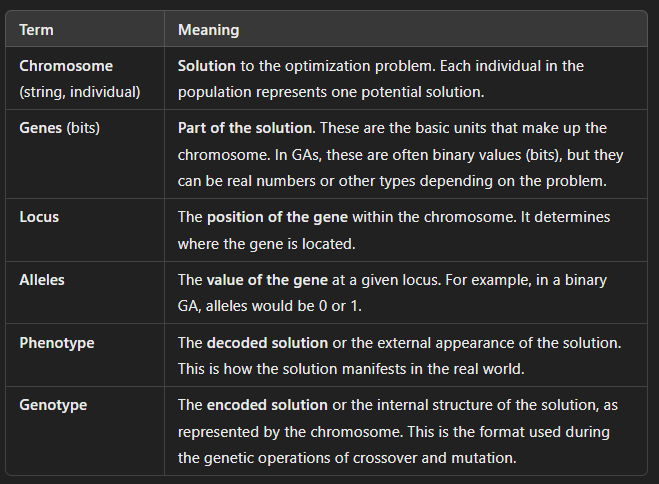 Term Meaning
Chromosome Solution to the optimization problem. Each individual in the
(string, individual) population represents one potential solution.
Genes (bits) Part of the solution. These are the basic units that make up the
chromosome. In GAs, these are often binary values (bits), but they
can be real numbers or other types depending on the problem.
Locus The position of the gene within the chromosome. It determines
where the gene is located.
Alleles The value of the gene at a given locus. For example, in a binary
GA, alleles would be 0 or 1.
Phenotype The decoded solution or the external appearance of the solution.
This is how the solution manifests in the real world.
Genotype The encoded solution or the internal structure of the solution, as
represented by the chromosome. This is the format used during
the genetic operations of crossover and mutation.